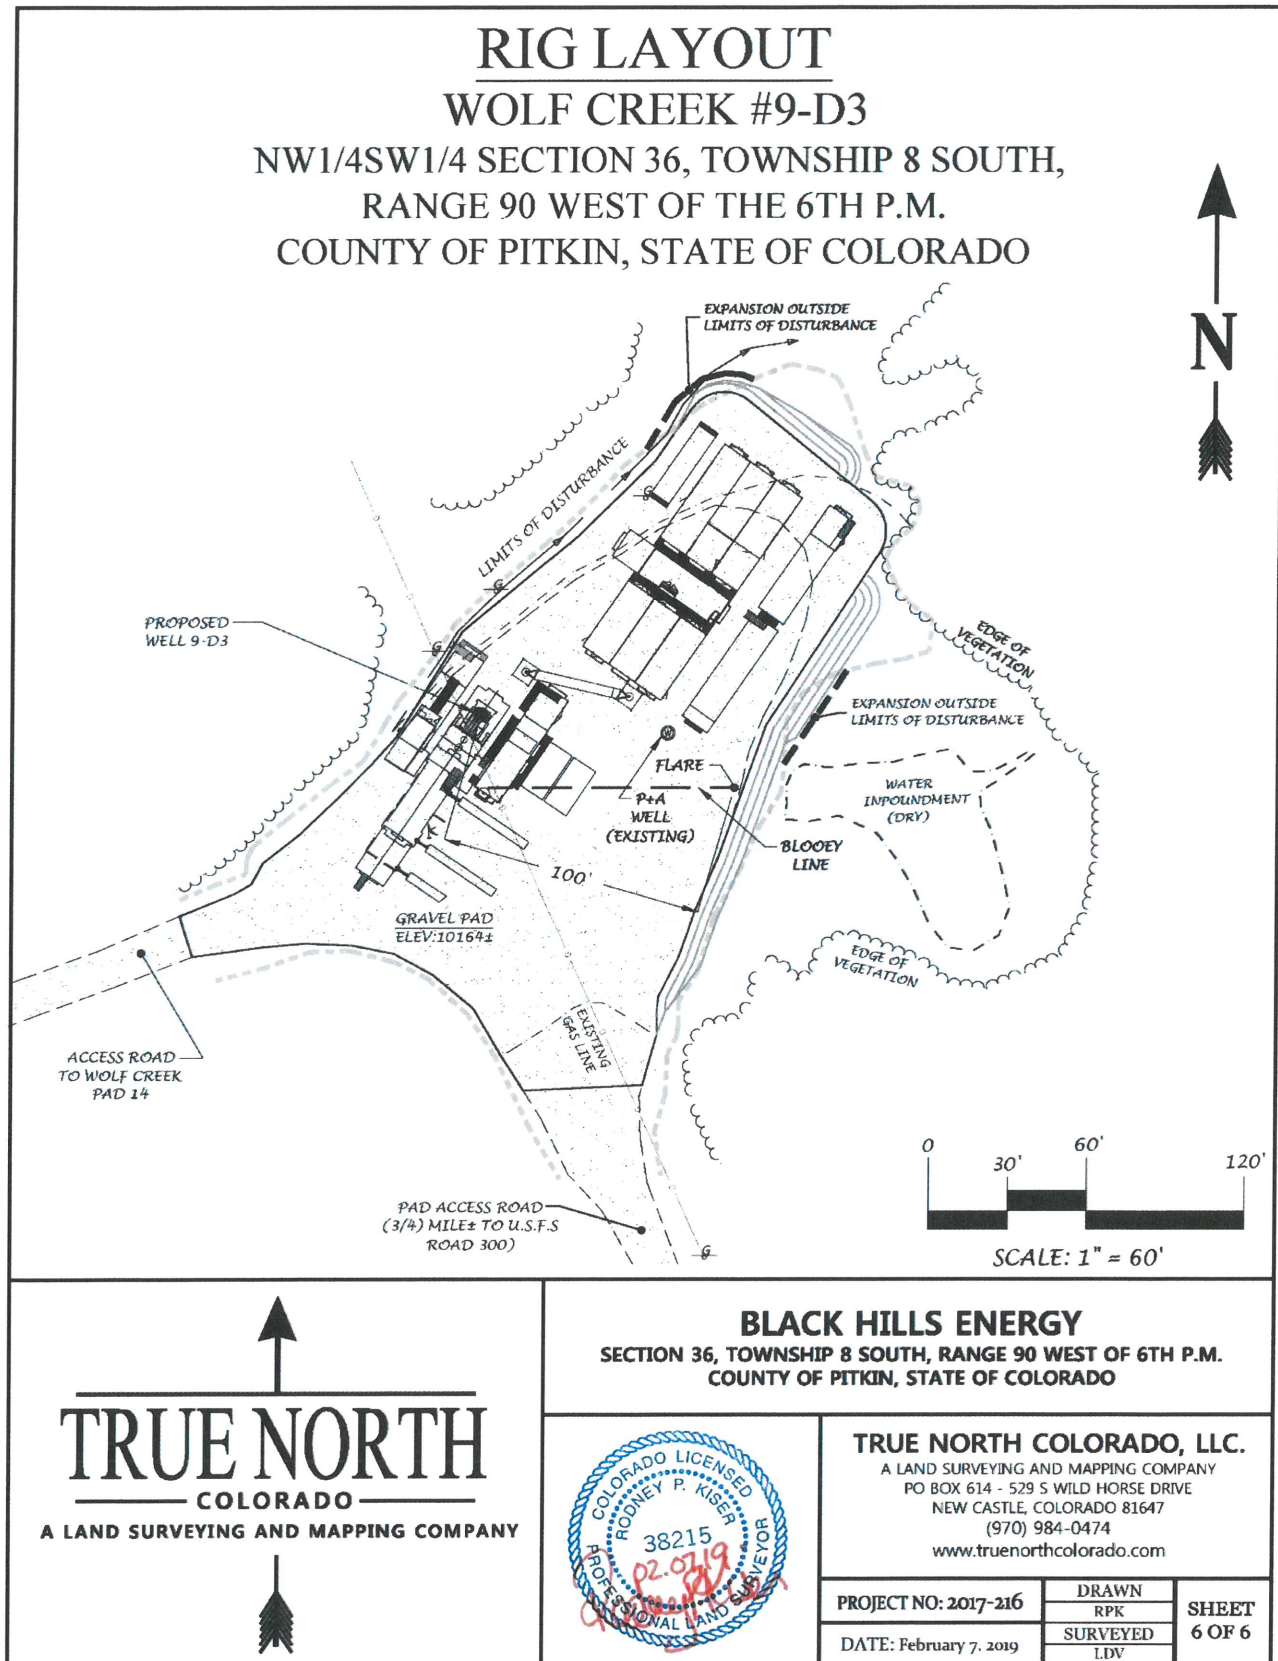 RIG LAYOUT
WOLF CREEK #9-D3
NW1/4SW1/4 SECTION 36, TOWNSHIP 8 SOUTH,
RANGE 90 WEST OF THE 6TH P.M.
COUNTY OF PITKIN, STATE OF COLORADO
N
EXPANSION OUTSIDE
LIMITS OF DISTURBANCE
LIMITS OF DISTURBANCE
G
G
G
PROPOSED
WELL 9-D3
EDGE OF
VEGETATION
EXPANSION OUTSIDE
LIMITS OF DISTURBANCE
W
FLARE
P+A
WELL
(EXISTING)
WATER
INPOUNDMENT
(DRY)
BLOOEY
LINE
100'
GRAVEL PAD
ELEV:10164±
EDGE OF
VEGETATION
EXISTING
GAS LINE
ACCESS ROAD
TO WOLF CREEK
PAD 14
PAD ACCESS ROAD
(3/4) MILE± TO U.S.F.S
ROAD 300)
G
0 30' 60' 120'
SCALE: 1" = 60'
TRUE NORTH
COLORADO
A LAND SURVEYING AND MAPPING COMPANY
BLACK HILLS ENERGY
SECTION 36, TOWNSHIP 8 SOUTH, RANGE 90 WEST OF 6TH P.M.
COUNTY OF PITKIN, STATE OF COLORADO
COLORADO LICENSED
RODNEY P. KISER
38215
02.07.19
PROFESSIONAL LAND SURVEYOR
TRUE NORTH COLORADO, LLC.
A LAND SURVEYING AND MAPPING COMPANY
PO BOX 614 - 529 S WILD HORSE DRIVE
NEW CASTLE, COLORADO 81647
(970) 984-0474
www.truenorthcolorado.com
PROJECT NO: 2017-216
DATE: February 7, 2019
DRAWN
RPK
SURVEYED
LDV
SHEET
6 OF 6